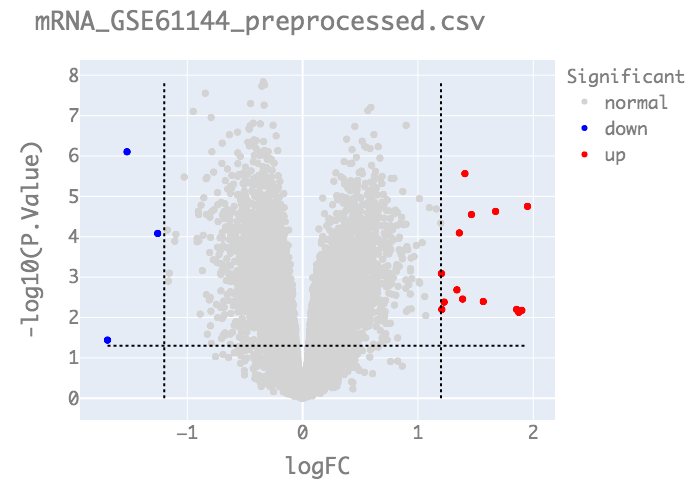 mRNA_GSE61144_preprocessed.csv
Significant
normal
down
up
8
7
6
5
4
3
2
1
0
-log10(P.Value)
−1 0 1 2
logFC